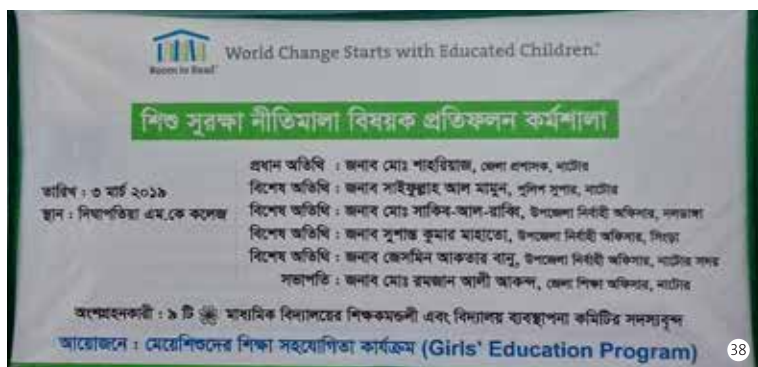 World Change Starts with Educated Children.®
Room to Read®
শিশু সুরক্ষা নীতিমালা বিষয়ক প্রতিফলন কর্মশালা
তারিখ : ৩ মার্চ ২০১৯
স্থান : দিঘাপতিয়া এম.কে কলেজ
প্রধান অতিথি : জনাব মোঃ শাহরিয়াজ, জেলা প্রশাসক, নাটোর
বিশেষ অতিথি : জনাব সাইফুল্লাহ আল মামুন, পুলিশ সুপার, নাটোর
বিশেষ অতিথি : জনাব মোঃ সাকিব-আল-রাব্বি, উপজেলা নির্বাহী অফিসার, নলডাঙ্গা
বিশেষ অতিথি : জনাব সুশান্ত কুমার মাহাতো, উপজেলা নির্বাহী অফিসার, সিংড়া
বিশেষ অতিথি : জনাব জেসমিন আকতার বানু, উপজেলা নির্বাহী অফিসার, নাটোর সদর
সভাপতি : জনাব মোঃ রমজান আলী আকন্দ, জেলা শিক্ষা অফিসার, নাটোর
অংশগ্রহনকারী : ৯ টি মাধ্যমিক বিদ্যালয়ের শিক্ষকমন্ডলী এবং বিদ্যালয় ব্যবস্থাপনা কমিটির সদস্যবৃন্দ
আয়োজনে : মেয়েশিশুদের শিক্ষা সহযোগিতা কার্যক্রম (Girls' Education Program)
38